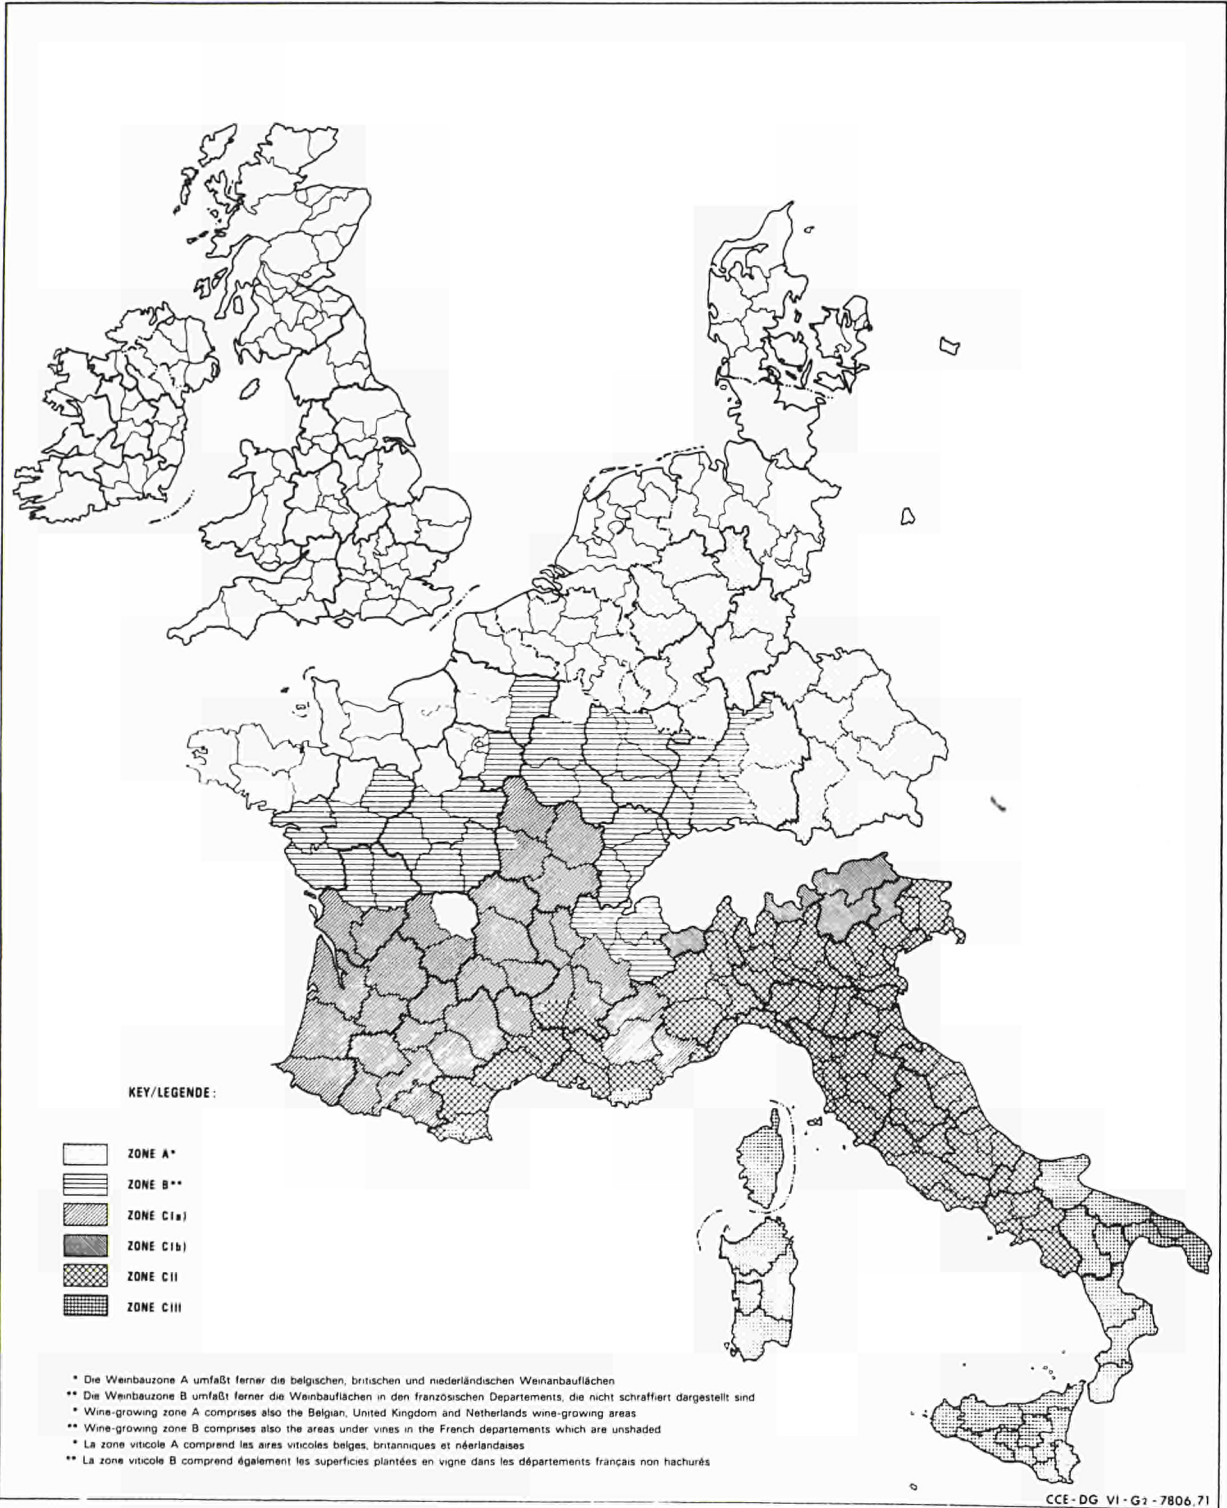 KEY/LEGENDE :
ZONE A*
ZONE B**
ZONE C I a)
ZONE C I b)
ZONE C II
ZONE C III
* Die Weinbauzone A umfaßt ferner die belgischen, britischen und niederländischen Weinanbauflächen
** Die Weinbauzone B umfaßt ferner die Weinbauflächen in den französischen Departements, die nicht schraffiert dargestellt sind
* Wine-growing zone A comprises also the Belgian, United Kingdom and Netherlands wine-growing areas
** Wine-growing zone B comprises also the areas under vines in the French departements which are unshaded
* La zone viticole A comprend les aires viticoles belges, britanniques et néerlandaises
** La zone viticole B comprend également les superficies plantées en vigne dans les départements français non hachurés
CCE-DG VI-G2-7806,71